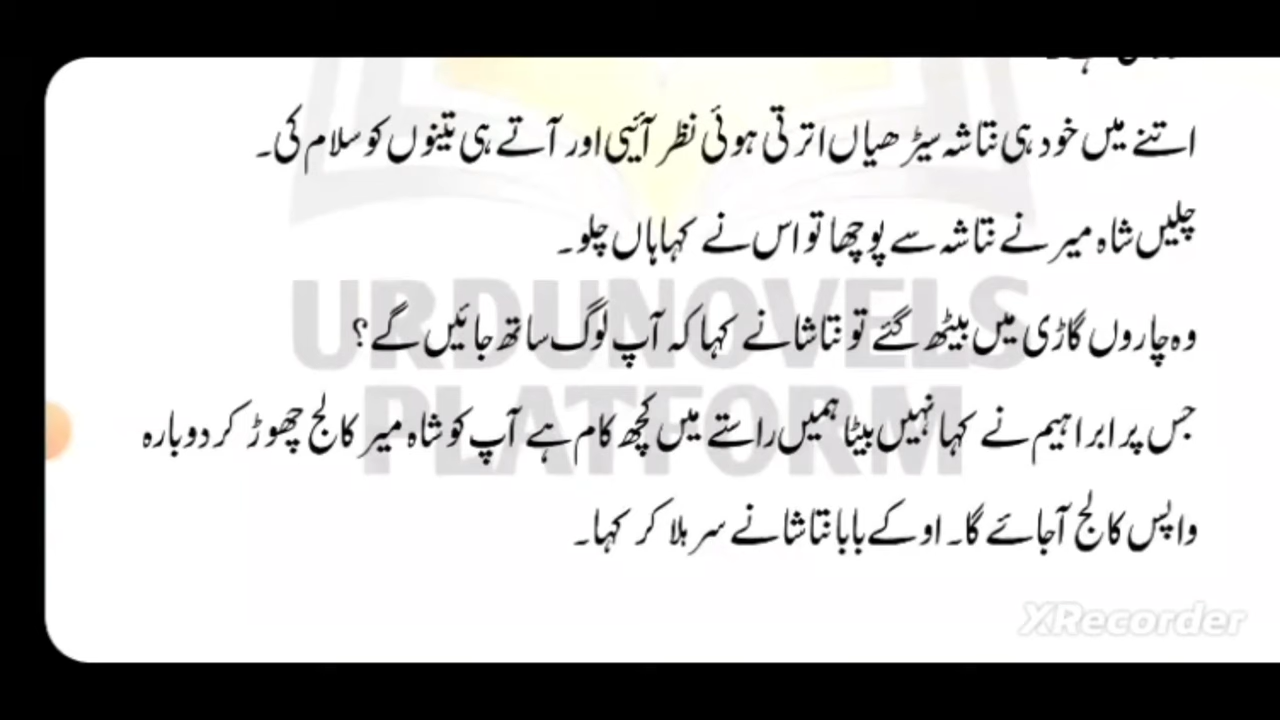 اتنے میں خود ہی نتاشہ سیڑھیاں اترتی ہوئی نظر آئیی اور آتے ہی تینوں کو سلام کی۔
چلیں شاہ میر نے نتاشہ سے پوچھا تو اس نے کہا ہاں چلو۔
وہ چاروں گاڑی میں بیٹھ گئے تو نتاشا نے کہا کہ آپ لوگ ساتھ جائیں گے؟
جس پر ابراہیم نے کہا نہیں بیٹا ہمیں راستے میں کچھ کام ہے آپ کو شاہ میر کالج چھوڑ کر دوبارہ
واپس کالج آجائے گا۔ اوکے بابا نتاشا نے سر ہلا کر کہا۔
URDUNOVELS
PLATFORM
XRecorder